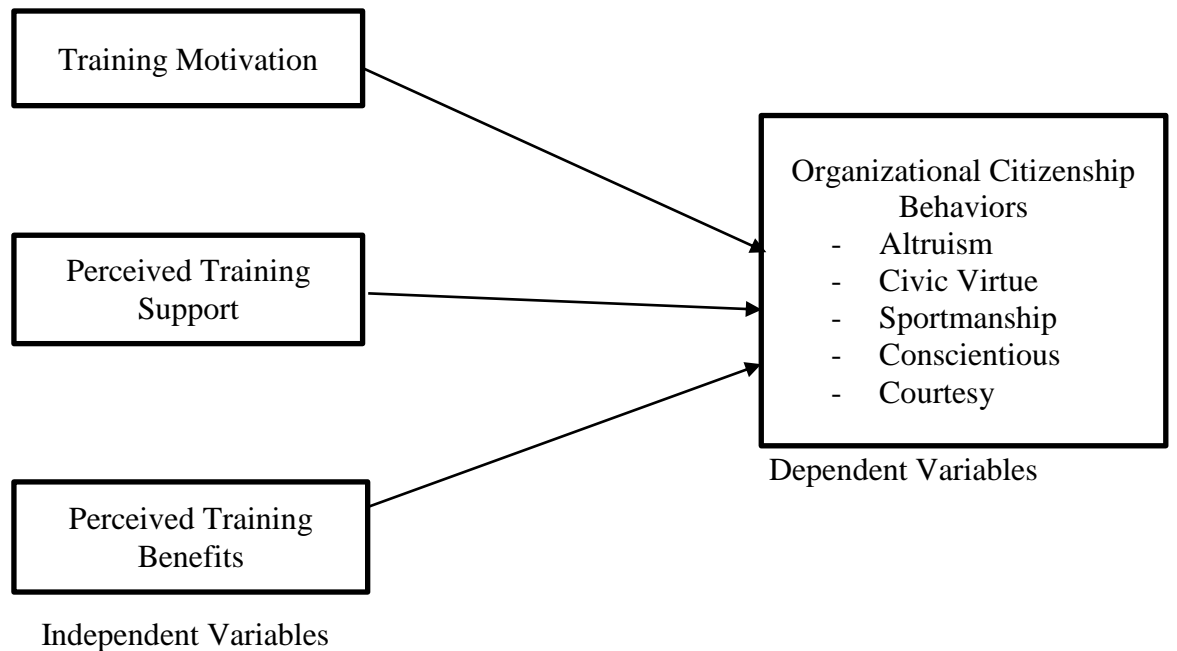 Training Motivation
Perceived Training
Support
Perceived Training
Benefits
Independent Variables
Organizational Citizenship
Behaviors
- Altruism
- Civic Virtue
- Sportmanship
- Conscientious
- Courtesy
Dependent Variables